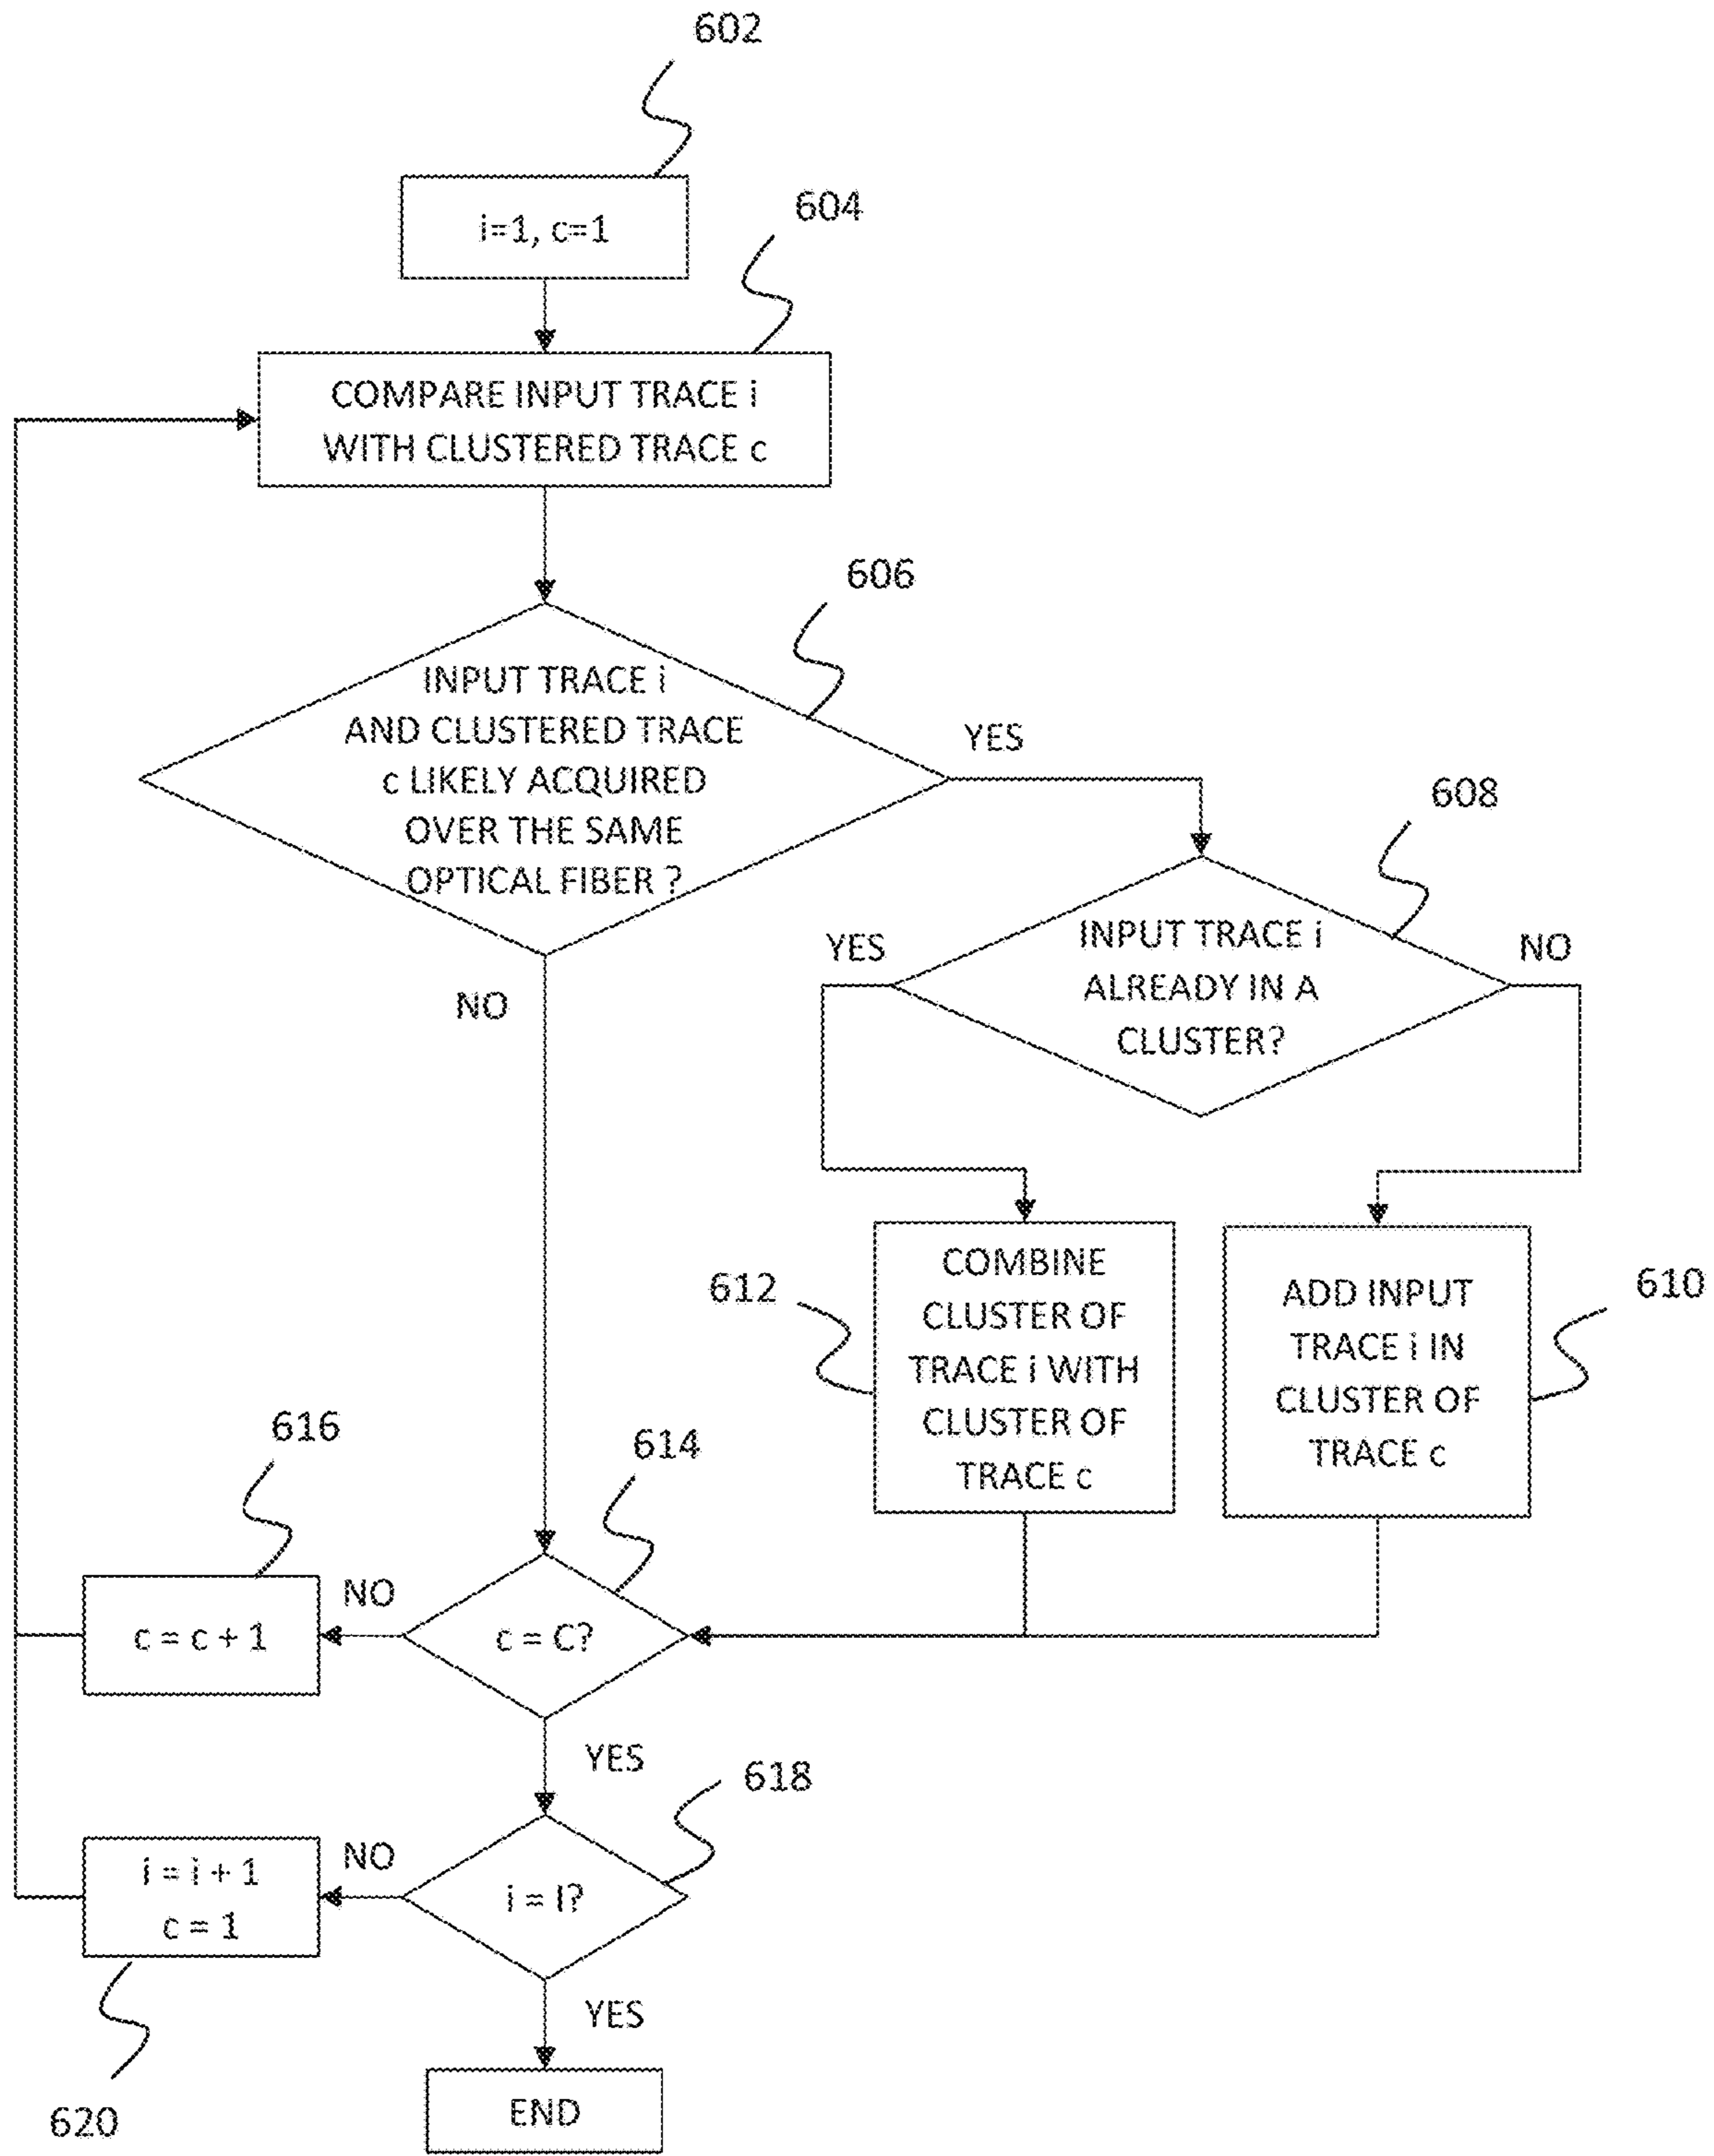 602
i=1, c=1
604
COMPARE INPUT TRACE i
WITH CLUSTERED TRACE c
606
INPUT TRACE i
AND CLUSTERED TRACE
c LIKELY ACQUIRED
OVER THE SAME
OPTICAL FIBER ?
YES
NO
608
INPUT TRACE i
ALREADY IN A
CLUSTER?
YES
NO
612
COMBINE
CLUSTER OF
TRACE i WITH
CLUSTER OF
TRACE c
610
ADD INPUT
TRACE i IN
CLUSTER OF
TRACE c
614
c = C?
NO
616
c = c + 1
YES
618
i = I?
NO
i = i + 1
c = 1
620
YES
END